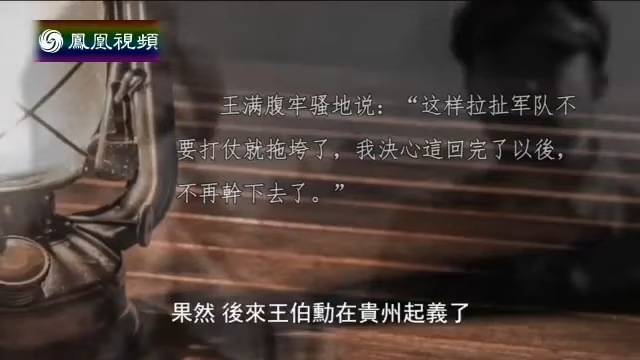 鳳凰視頻
王满腹牢骚地说：“这样拉扯军队不
要打仗就拖垮了，我決心這回完了以後，
不再幹下去了。”
果然 後來王伯勳在貴州起義了